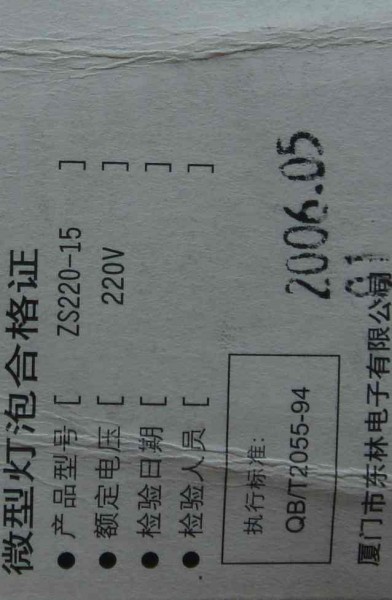 微型灯泡合格证
● 产品型号 [ ZS220-15 ]
● 额定电压 [ 220V ]
● 检验日期 [ ]
● 检验人员 [ ]
执行标准:
QB/T2055-94
2006.05
01
厦门市东林电子有限公司